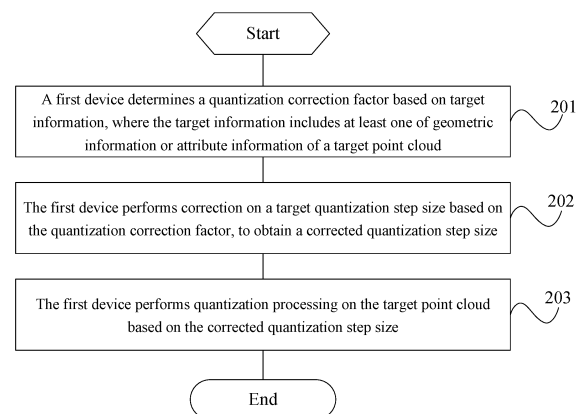 Start
A first device determines a quantization correction factor based on target
information, where the target information includes at least one of geometric
information or attribute information of a target point cloud
201
The first device performs correction on a target quantization step size based on
the quantization correction factor, to obtain a corrected quantization step size
202
The first device performs quantization processing on the target point cloud
based on the corrected quantization step size
203
End